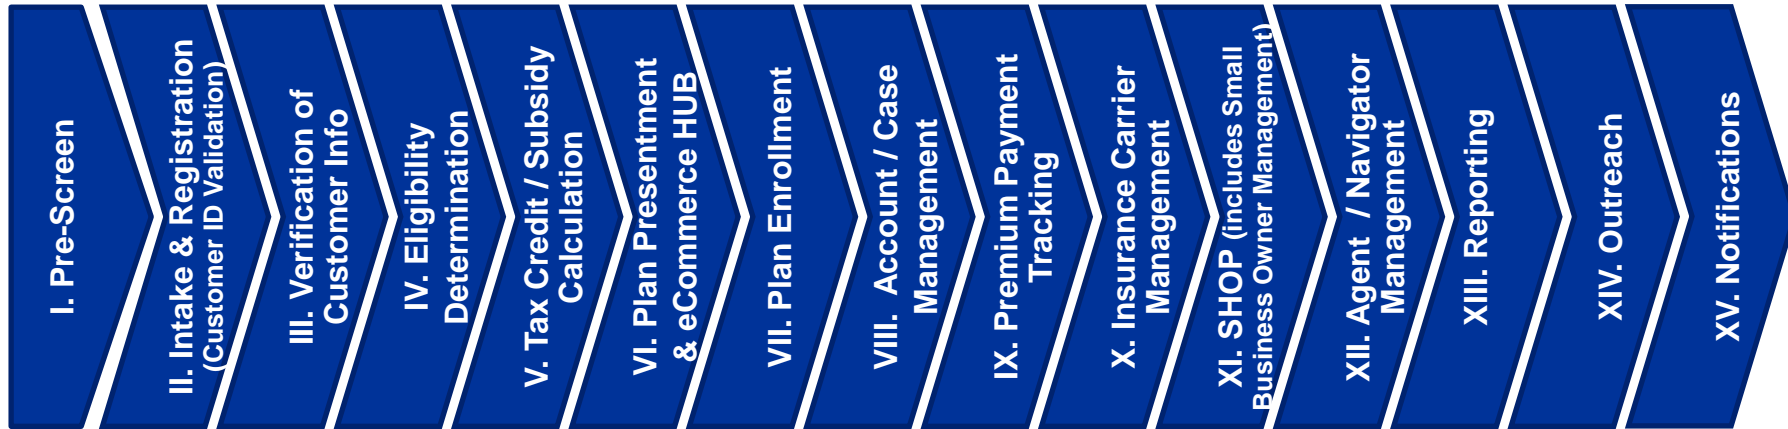 I. Pre-Screen
II. Intake & Registration
(Customer ID Validation)
III. Verification of
Customer Info
IV. Eligibility
Determination
V. Tax Credit / Subsidy
Calculation
VI. Plan Presentment
& eCommerce HUB
VII. Plan Enrollment
VIII. Account / Case
Management
IX. Premium Payment
Tracking
X. Insurance Carrier
Management
XI. SHOP (includes Small
Business Owner Management)
XII. Agent / Navigator
Management
XIII. Reporting
XIV. Outreach
XV. Notifications